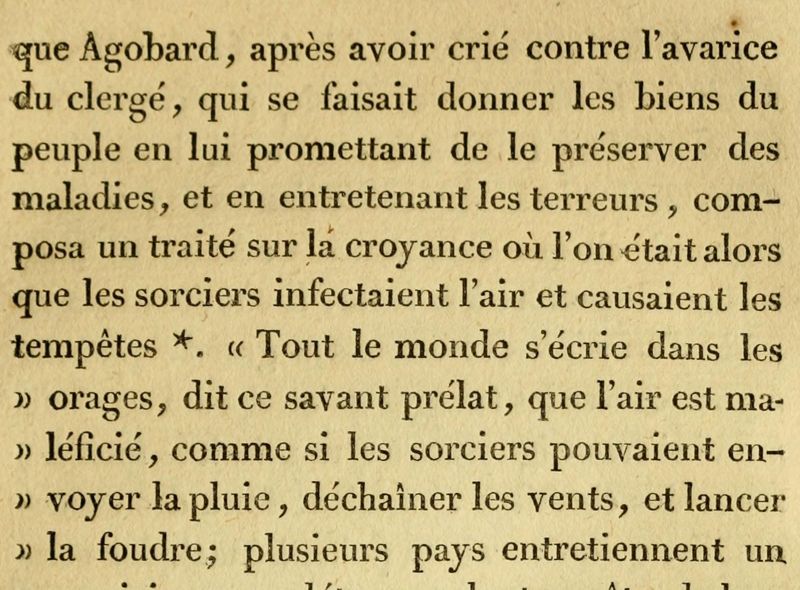 que Agobard, après avoir crié contre l'avarice
du clergé, qui se faisait donner les biens du
peuple en lui promettant de le préserver des
maladies, et en entretenant les terreurs, com-
posa un traité sur la croyance où l'on était alors
que les sorciers infectaient l'air et causaient les
tempêtes *. « Tout le monde s'écrie dans les
» orages, dit ce savant prélat, que l'air est ma-
» léficié, comme si les sorciers pouvaient en-
» voyer la pluie, déchaîner les vents, et lancer
» la foudre; plusieurs pays entretiennent un